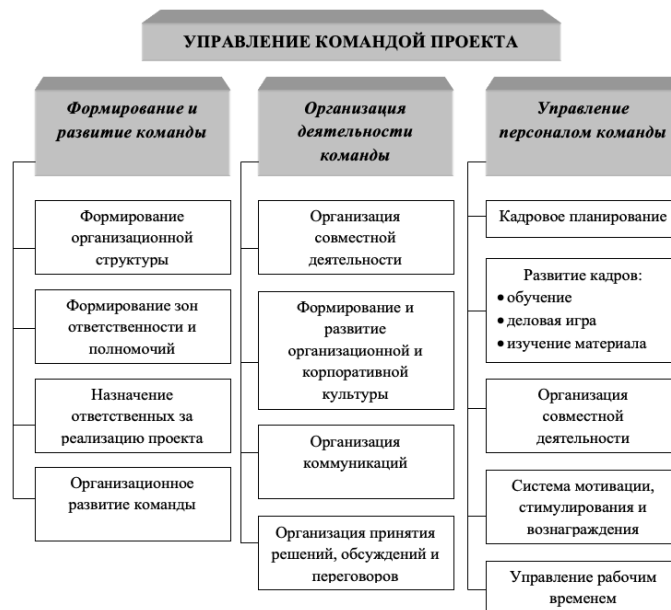 УПРАВЛЕНИЕ КОМАНДОЙ ПРОЕКТА
Формирование и
развитие команды
Формирование
организационной
структуры
Формирование зон
ответственности и
полномочий
Назначение
ответственных за
реализацию проекта
Организационное
развитие команды
Организация
деятельности
команды
Организация
совместной
деятельности
Формирование и
развитие
организационной и
корпоративной
культуры
Организация
коммуникаций
Организация принятия
решений, обсуждений и
переговоров
Управление
персоналом команды
Кадровое планирование
Развитие кадров:
• обучение
• деловая игра
• изучение материала
Организация
совместной
деятельности
Система мотивации,
стимулирования и
вознаграждения
Управление рабочим
временем